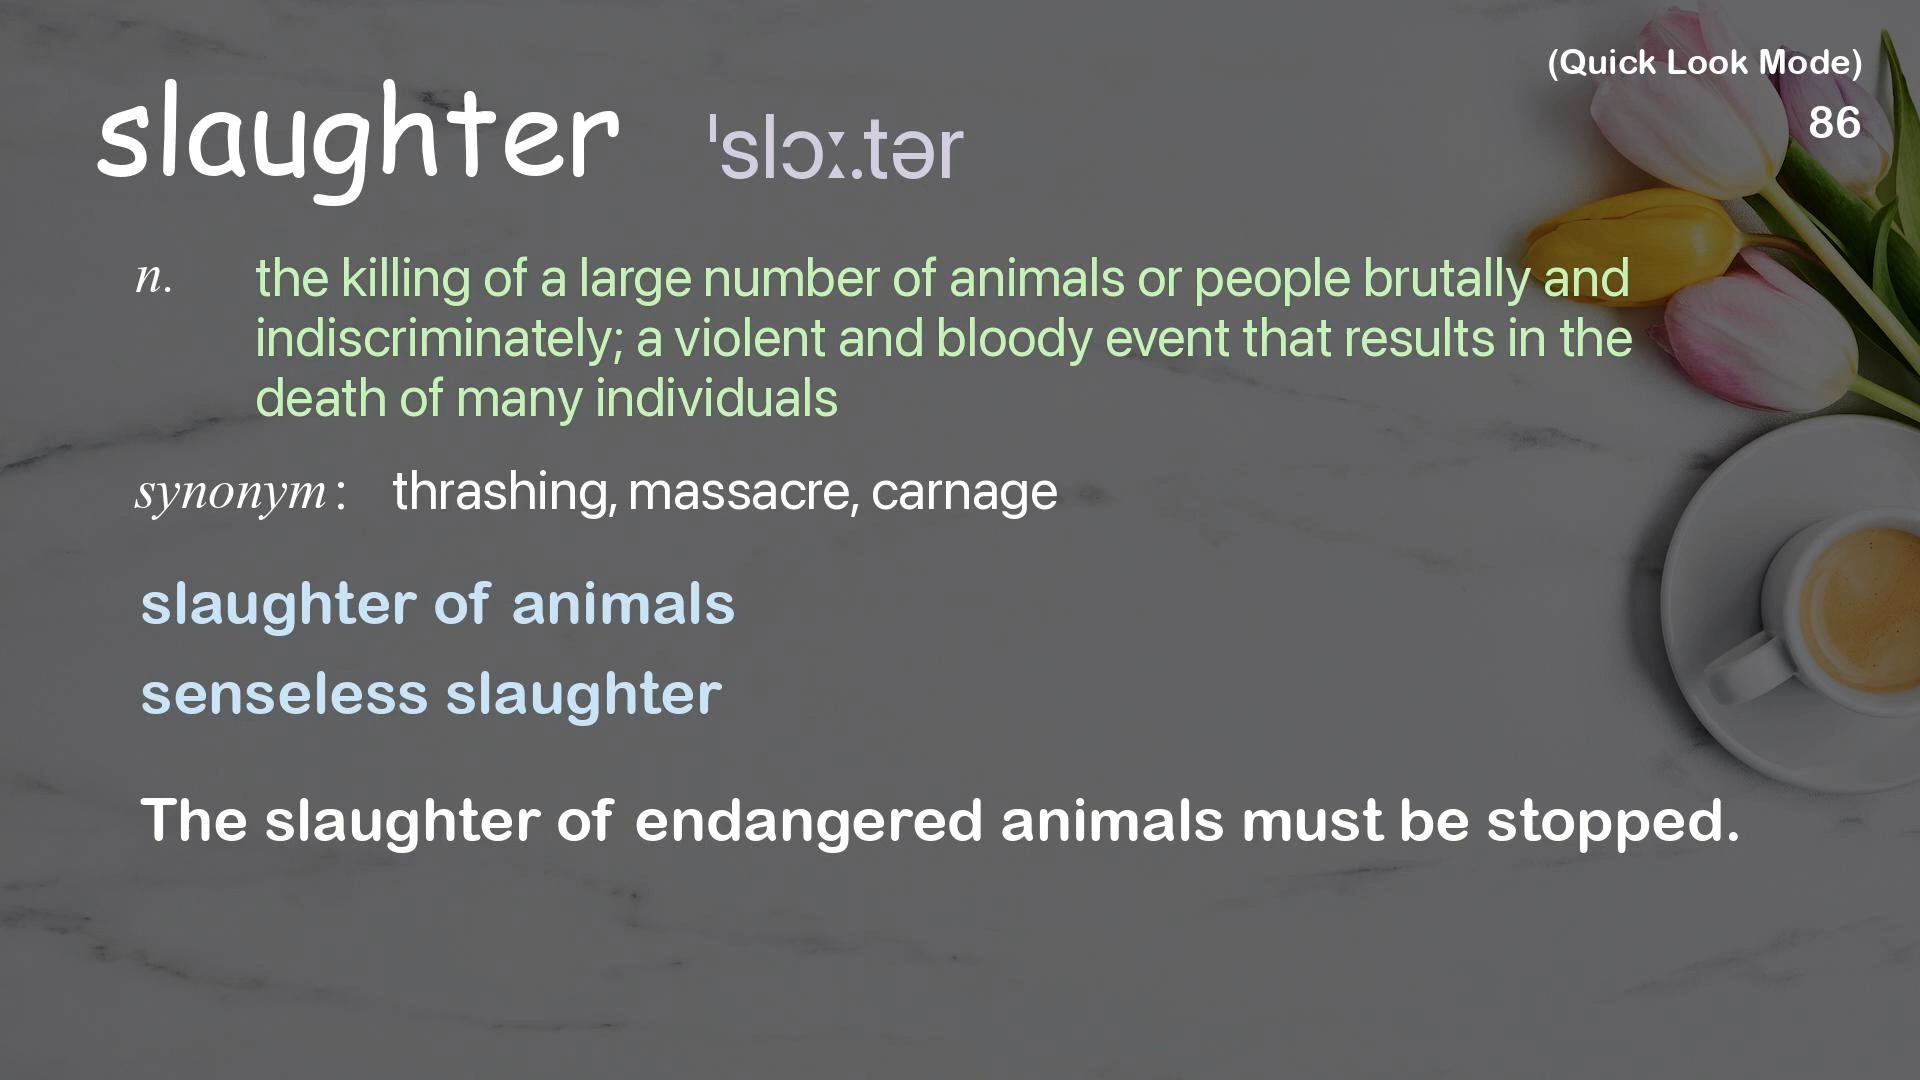 (Quick Look Mode)
86
slaughter ˈslɔː.tər
n. the killing of a large number of animals or people brutally and
indiscriminately; a violent and bloody event that results in the
death of many individuals
synonym: thrashing, massacre, carnage
slaughter of animals
senseless slaughter
The slaughter of endangered animals must be stopped.